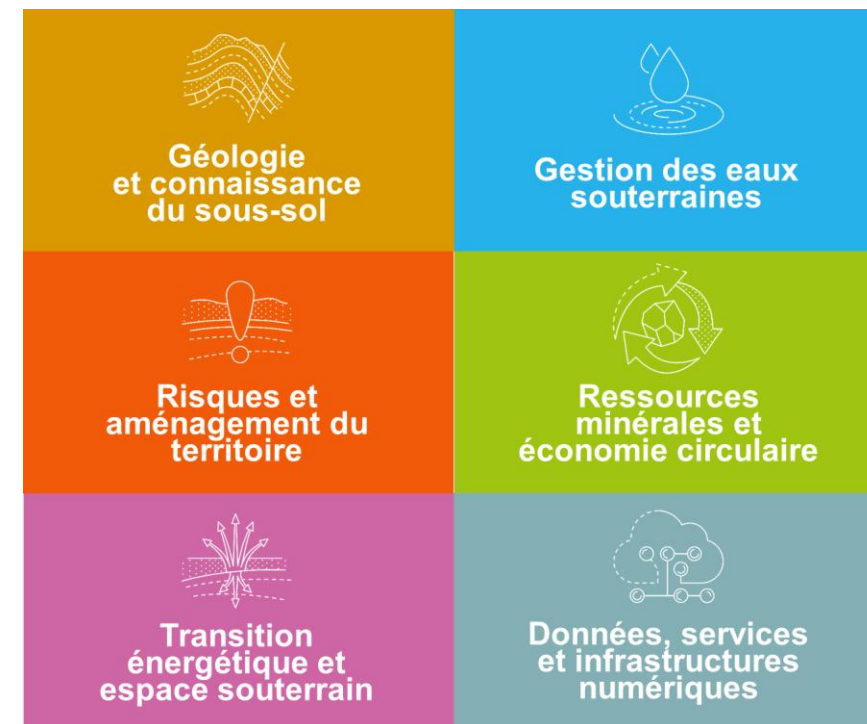 Géologie
et connaissance
du sous-sol
Gestion des eaux
souterraines
Risques et
aménagement du
territoire
Ressources
minérales et
économie circulaire
Transition
énergétique et
espace souterrain
Données, services
et infrastructures
numériques